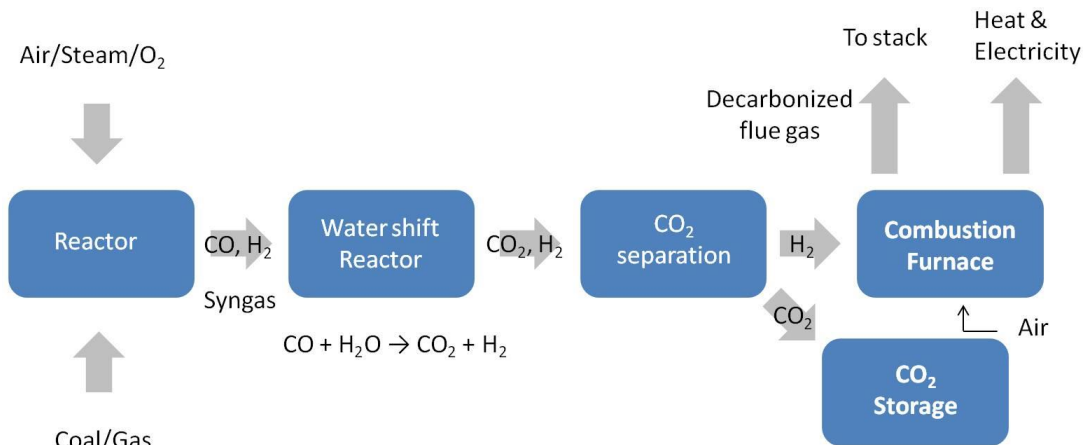 Air/Steam/O₂
To stack
Heat &
Electricity
Decarbonized
flue gas
Reactor
CO, H₂
Syngas
Water shift
Reactor
CO₂, H₂
CO₂
separation
H₂
Combustion
Furnace
CO + H₂O → CO₂ + H₂
CO₂
Air
CO₂
Storage
Coal/Gas